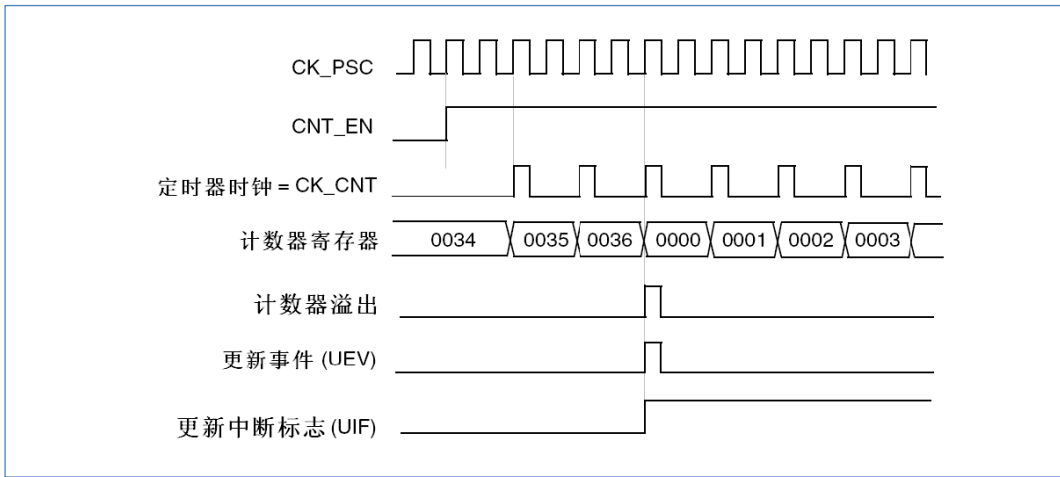 CK_PSC
CNT_EN
定时器时钟 = CK_CNT
计数器寄存器 0034 0035 0036 0000 0001 0002 0003
计数器溢出
更新事件 (UEV)
更新中断标志 (UIF)